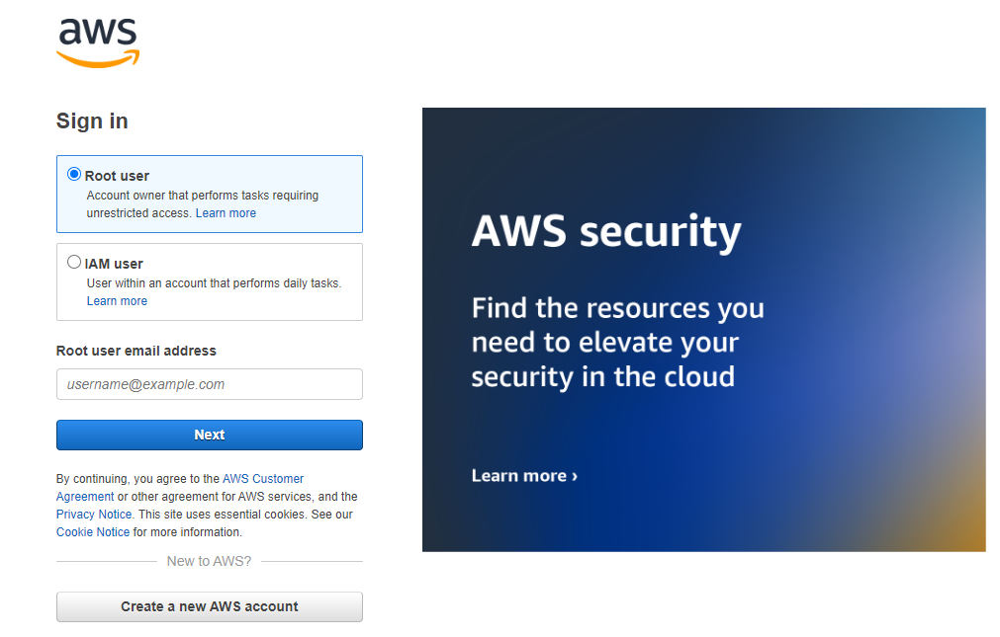 aws
Sign in
Root user
Account owner that performs tasks requiring
unrestricted access. Learn more
IAM user
User within an account that performs daily tasks.
Learn more
Root user email address
username@example.com
Next
By continuing, you agree to the AWS Customer
Agreement or other agreement for AWS services, and the
Privacy Notice. This site uses essential cookies. See our
Cookie Notice for more information.
New to AWS?
Create a new AWS account
AWS security
Find the resources you
need to elevate your
security in the cloud
Learn more ›